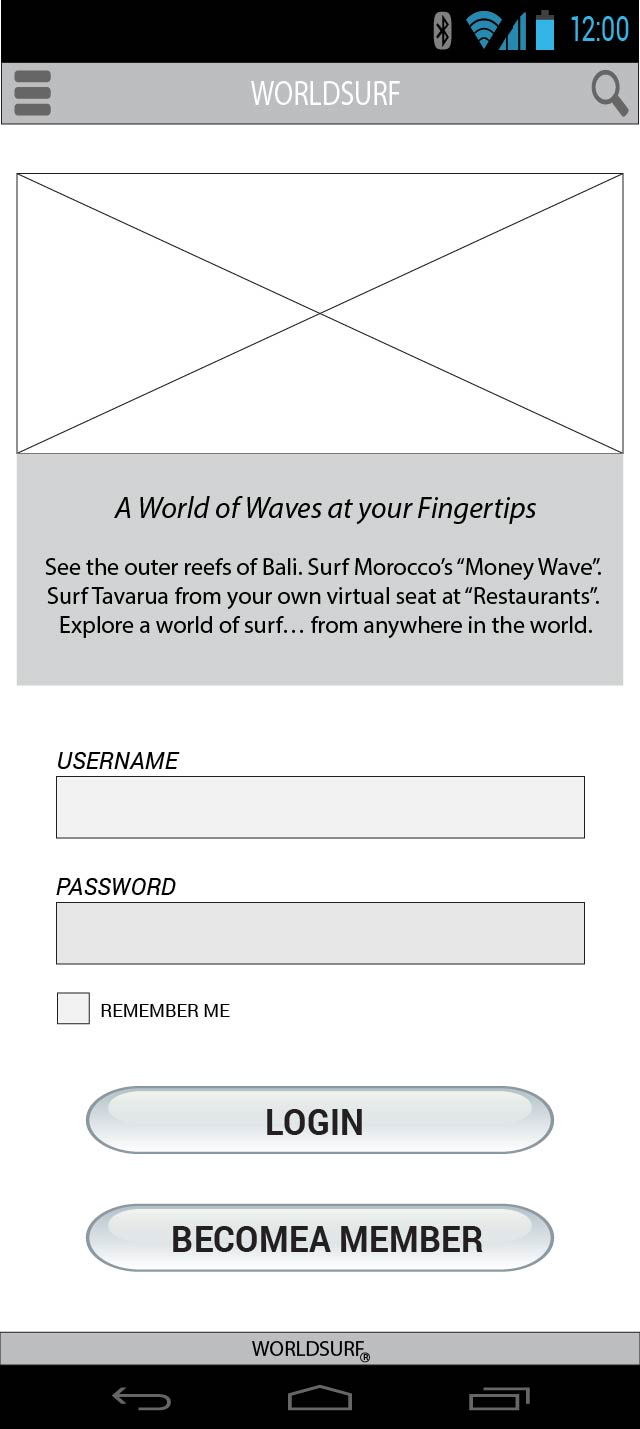 12:00
WORLDSURF
A World of Waves at your Fingertips
See the outer reefs of Bali. Surf Morocco’s “Money Wave”.
Surf Tavarua from your own virtual seat at “Restaurants”.
Explore a world of surf… from anywhere in the world.
USERNAME
PASSWORD
REMEMBER ME
LOGIN
BECOMEA MEMBER
WORLDSURF®